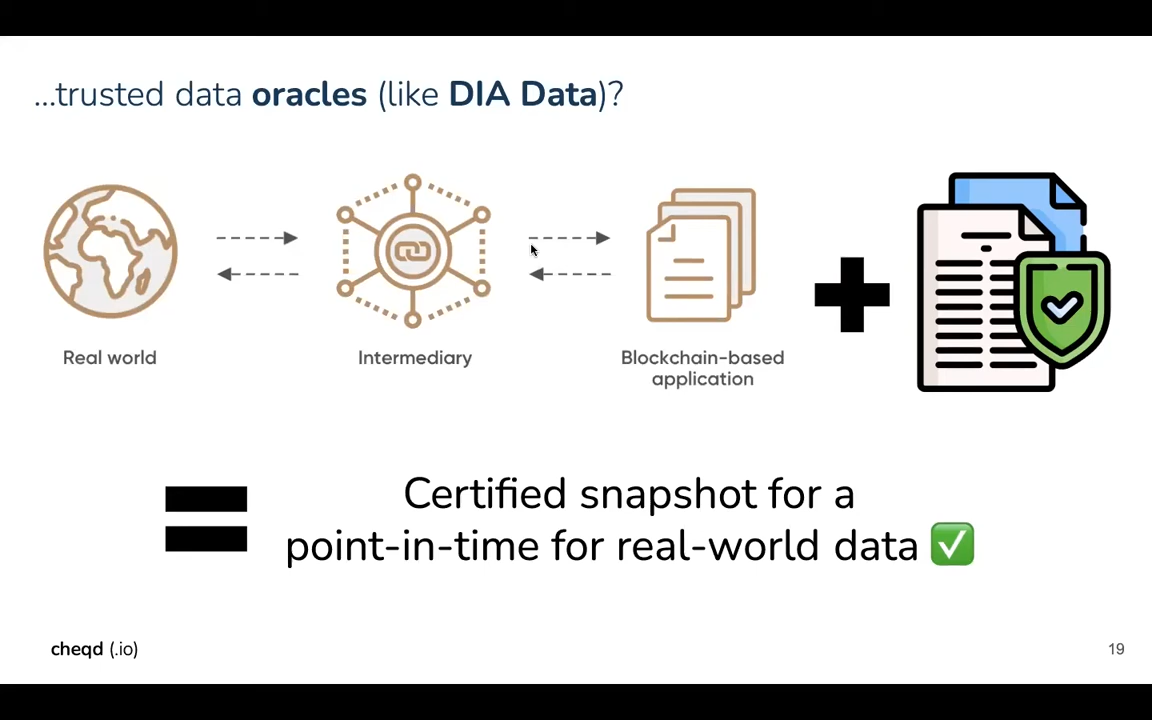 ...trusted data oracles (like DIA Data)?
Real world
Intermediary
Blockchain-based
application
Certified snapshot for a
point-in-time for real-world data ✅
cheqd (.io)
19